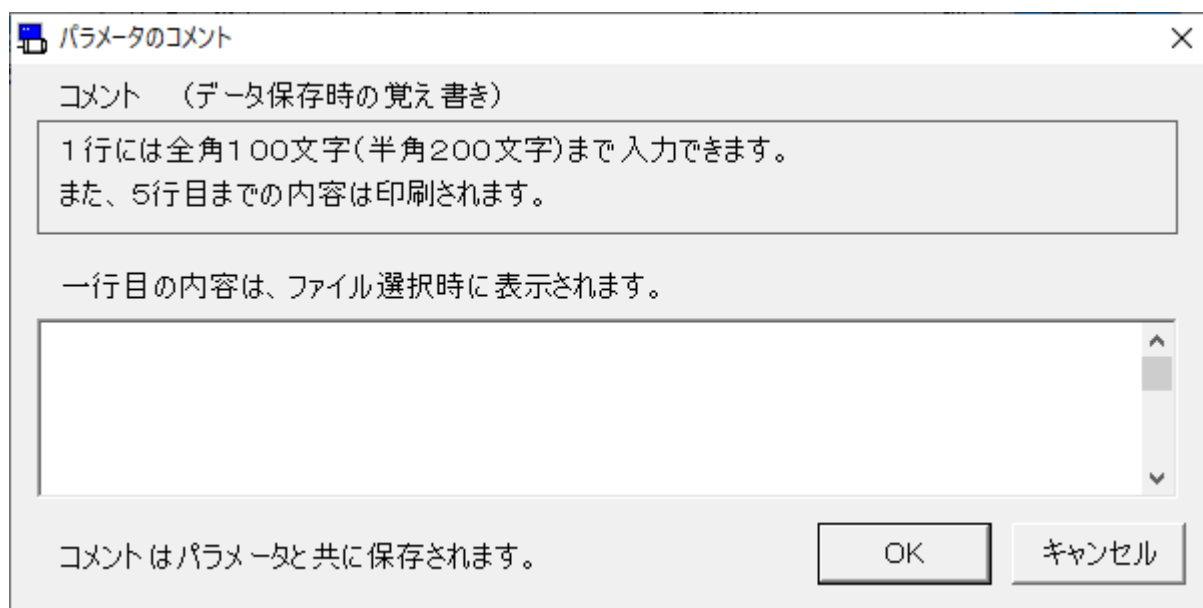 パラメータのコメント
コメント　（データ保存時の覚え書き）
１行には全角１００文字(半角２００文字)まで入力できます。
また、５行目までの内容は印刷されます。
一行目の内容は、ファイル選択時に表示されます。
コメントはパラメータと共に保存されます。
OK
キャンセル